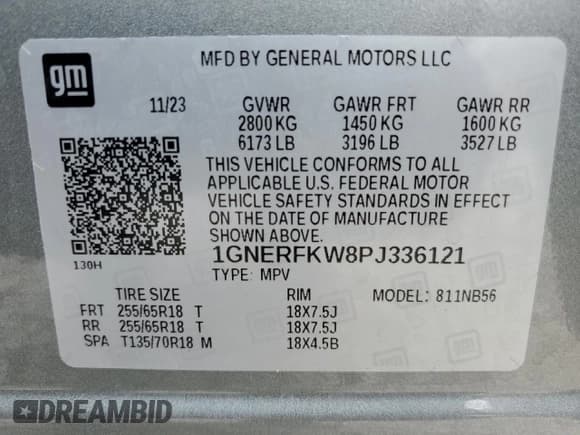 gm
MFD BY GENERAL MOTORS LLC
11/23 GVWR GAWR FRT GAWR RR
2800 KG 1450 KG 1600 KG
6173 LB 3196 LB 3527 LB
THIS VEHICLE CONFORMS TO ALL
APPLICABLE U.S. FEDERAL MOTOR
VEHICLE SAFETY STANDARDS IN EFFECT
ON THE DATE OF MANUFACTURE
SHOWN ABOVE.
130H 1GNERFKW8PJ336121
TYPE: MPV
TIRE SIZE RIM MODEL: 811NB56
FRT 255/65R18 T 18X7.5J
RR 255/65R18 T 18X7.5J
SPA T135/70R18 M 18X4.5B
DREAMBID